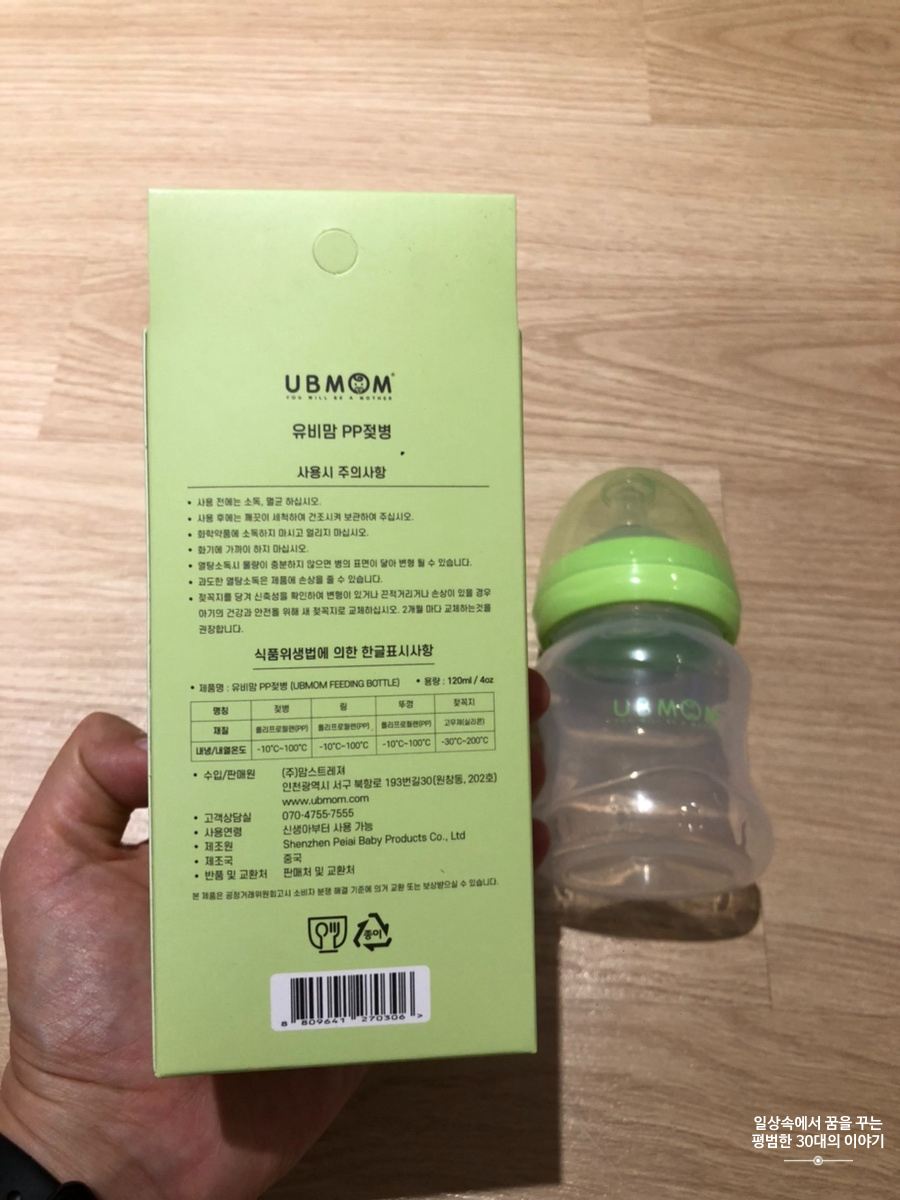 UBMOM
YOU WILL BE A MOTHER
유비맘 PP젖병
사용시 주의사항
• 사용 전에는 소독, 멸균 하십시오.
• 사용 후에는 깨끗이 세척하여 건조시켜 보관하여 주십시오.
• 화학약품에 소독하지 마시고 얼리지 마십시오.
• 화기에 가까이 하지 마십시오.
• 열탕소독시 물량이 충분하지 않으면 병의 표면이 닳아 변형 될 수 있습니다.
• 과도한 열탕소독은 제품에 손상을 줄 수 있습니다.
• 젖꼭지를 당겨 신축성을 확인하여 변형이 있거나 끈적거리거나 손상이 있을 경우
아기의 건강과 안전을 위해 새 젖꼭지로 교체하십시오. 2개월 마다 교체하는것을
권장합니다.
식품위생법에 의한 한글표시사항
• 제품명 : 유비맘 PP젖병 (UBMOM FEEDING BOTTLE) • 용량 : 120ml / 4oz
명칭 젖병 링 뚜껑 젖꼭지
재질 폴리프로필렌(PP) 폴리프로필렌(PP) 폴리프로필렌(PP) 고무제(실리콘)
내냉/내열온도 -10°C~100°C -10°C~100°C -10°C~100°C -30°C~200°C
• 수입/판매원 (주)맘스트레져
인천광역시 서구 북항로 193번길30(원창동, 202호)
www.ubmom.com
• 고객상담실 070-4755-7555
• 사용연령 신생아부터 사용 가능
• 제조원 Shenzhen Peiai Baby Products Co., Ltd
• 제조국 중국
• 반품 및 교환처 판매처 및 교환처
본 제품은 공정거래위원회고시 소비자 분쟁 해결 기준에 의거 교환 또는 보상받으실 수 있습니다.
종이
8 809641 270306 >
UBMOM
일상속에서 꿈을 꾸는
평범한 30대의 이야기